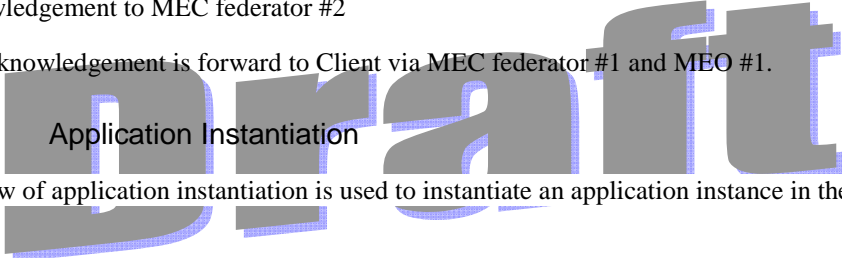 wledgement to MEC federator #2
knowledgement is forward to Client via MEC federator #1 and MEO #1.
Application Instantiation
w of application instantiation is used to instantiate an application instance in the
Draft